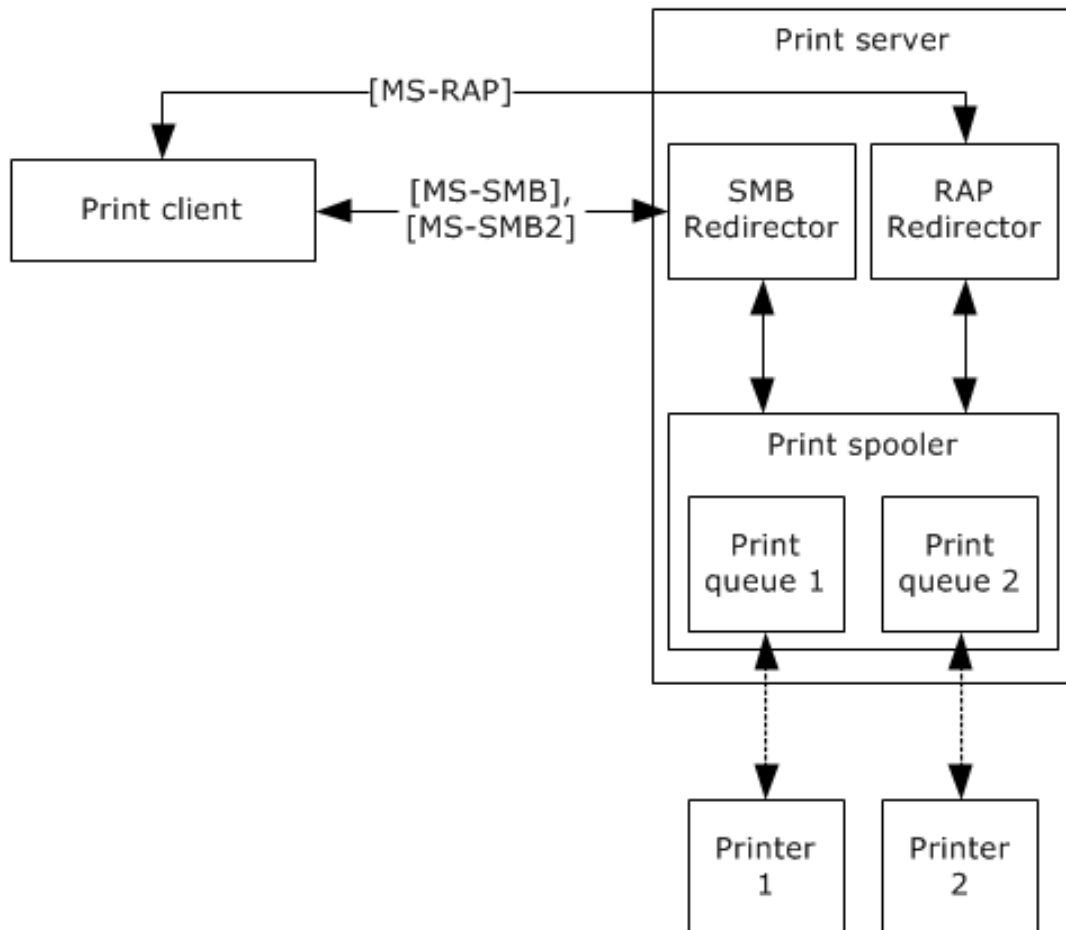 Print server
[MS-RAP]
Print client
[MS-SMB],
[MS-SMB2]
SMB
Redirector
RAP
Redirector
Print spooler
Print
queue 1
Print
queue 2
Printer
1
Printer
2